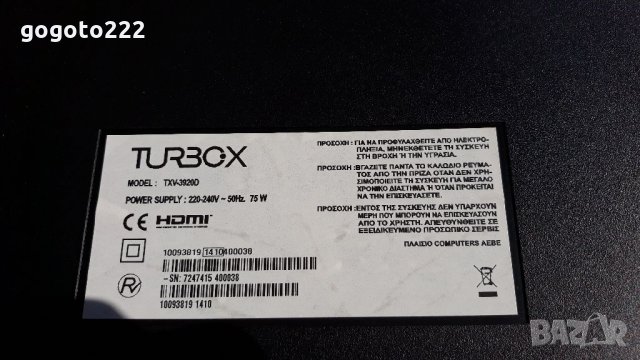 gogoto222
TURBOX
MODEL : TXV-3920D
POWER SUPPLY : 220-240V ~ 50Hz. 75 W
CE HDMI
10093819 1410 400038
-SN: 7247415 400038
10093819 1410
ΠΡΟΣΟΧΗ : ΓΙΑ ΝΑ ΠΡΟΦΥΛΑΧΘΕΙΤΕ ΑΠΟ ΗΛΕΚΤΡΟ-
ΠΛΗΞΙΑ, ΜΗΝΕΚΘΕΤΕΤΕ ΤΗ ΣΥΣΚΕΥΗ
ΣΤΗ ΒΡΟΧΗ Ή ΤΗΝ ΥΓΡΑΣΙΑ.
ΠΡΟΣΟΧΗ : ΒΓΑΖΕΤΕ ΠΑΝΤΑ ΤΟ ΚΑΛΩΔΙΟ ΡΕΥΜΑ-
ΤΟΣ ΑΠΟ ΤΗΝ ΠΡΙΖΑ ΟΤΑΝ ΔΕΝ ΧΡΗ-
ΣΙΜΟΠΟΙΕΙΤΕ ΤΗ ΣΥΣΚΕΥΗ ΓΙΑ ΜΕΓΑΛΟ
ΧΡΟΝΙΚΟ ΔΙΑΣΤΗΜΑ Ή ΟΤΑΝ ΠΡΟΚΕΙΤΑΙ
ΝΑ ΤΗΝ ΕΠΙΣΚΕΥΑΣΕΤΕ.
ΠΡΟΣΟΧΗ : ΕΝΤΟΣ ΤΗΣ ΣΥΣΚΕΥΗΣ ΔΕΝ ΥΠΑΡΧΟΥΝ
ΜΕΡΗ ΠΟΥ ΜΠΟΡΟΥΝ ΝΑ ΕΠΙΣΚΕΥΑΣΟΥΝ
ΑΠΟ ΤΟ ΧΡΗΣΤΗ. ΑΠΕΥΘΥΝΘΕΙΤΕ ΣΕ
ΕΞΕΙΔΙΚΕΥΜΕΝΟ ΠΡΟΣΩΠΙΚΟ ΣΕΡΒΙΣ
ΠΛΑΙΣΙΟ COMPUTERS AEBE
BAZAR